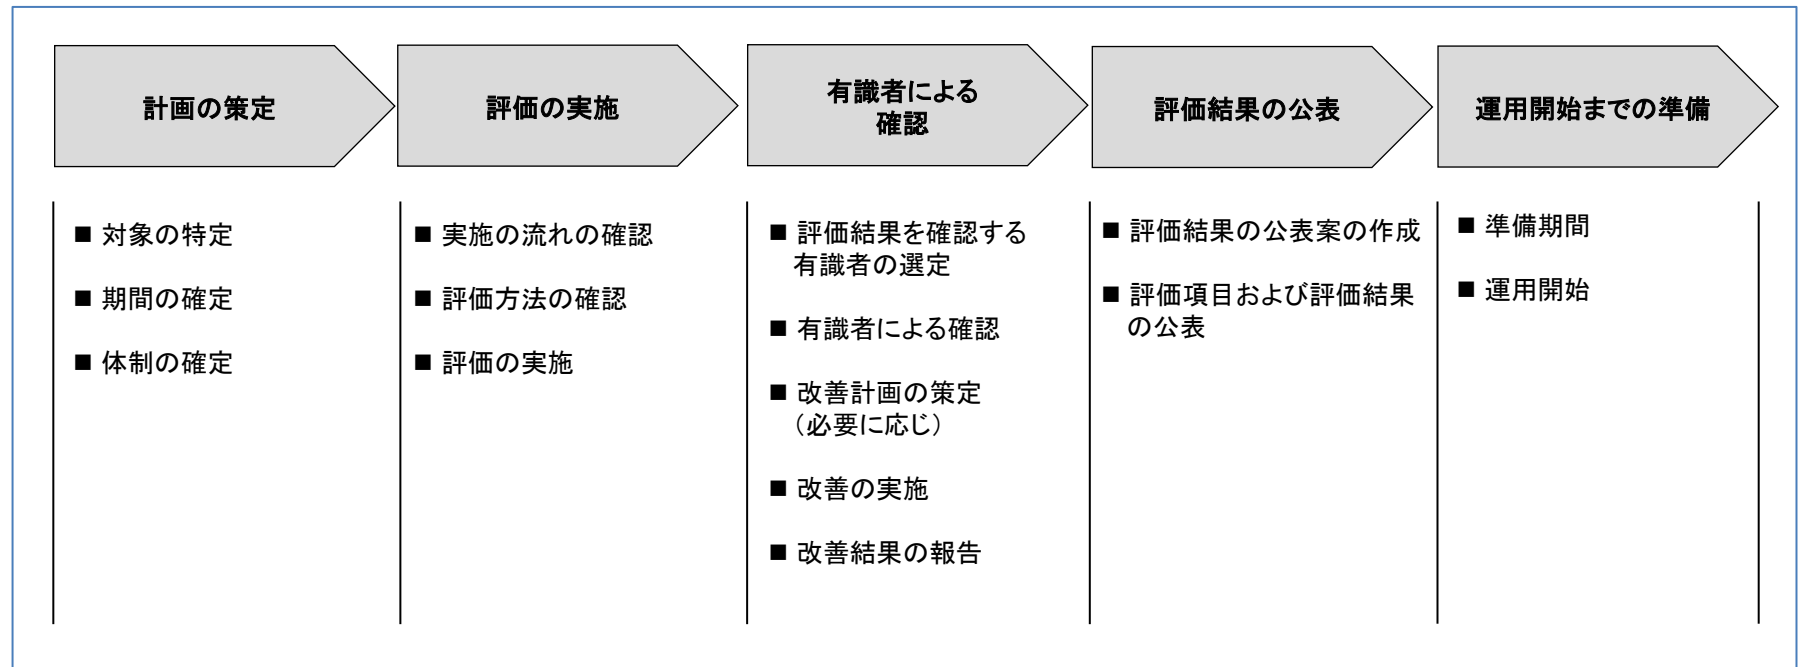 計画の策定
評価の実施
有識者による
確認
評価結果の公表
運用開始までの準備
■ 対象の特定
■ 期間の確定
■ 体制の確定
■ 実施の流れの確認
■ 評価方法の確認
■ 評価の実施
■ 評価結果を確認する
有識者の選定
■ 有識者による確認
■ 改善計画の策定
（必要に応じ）
■ 改善の実施
■ 改善結果の報告
■ 評価結果の公表案の作成
■ 評価項目および評価結果
の公表
■ 準備期間
■ 運用開始